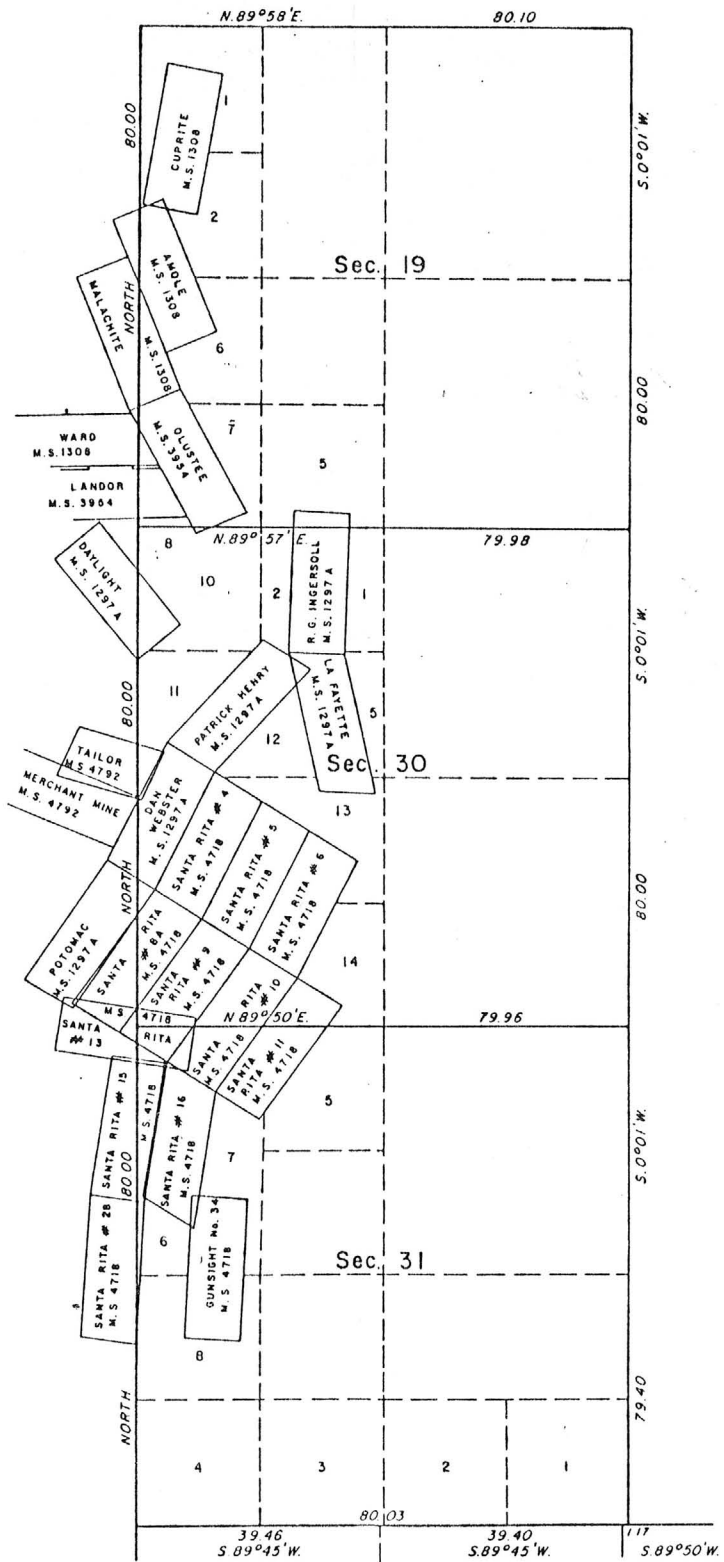 N. 89° 58' E. 80.10
80.00
S. 0° 01' W.
1
CUPRITE
M. S. 1308
2
Sec. 19
AMOLE
M. S. 1308
NORTH
MALACHITE
M. S. 1308
6
80.00
7
OLUSTEE
M. S. 3954
WARD
M. S. 1308
5
LANDOR
M. S. 3964
N. 89° 57' E. 79.98
8
DAYLIGHT
M. S. 1297 A
10
2
R. G. INGERSOLL
M. S. 1297 A
1
S. 0° 01' W.
80.00
11
PATRICK HENRY
M. S. 1297 A
LA FAYETTE
M. S. 1297 A
5
12
TAILOR
M S 4792
Sec. 30
MERCHANT MINE
M. S. 4792
DAN
WEBSTER
M. S. 1297 A
13
SANTA RITA # 4
M. S. 4718
SANTA RITA # 5
M. S. 4718
SANTA RITA # 6
M. S. 4718
NORTH
80.00
POTOMAC
M. S. 1297 A
SANTA RITA
# 8A
M. S. 4718
SANTA
RITA # 9
M. S. 4718
14
SANTA RITA # 10
M. S. 4718
M S 4718
SANTA RITA
# 13
N 89° 50' E. 79.96
SANTA
RITA # 11
M. S. 4718
5
SANTA RITA # 15
M. S. 4718
SANTA RITA # 16
M. S. 4718
7
S. 0° 01' W.
80.00
6
SANTA RITA # 28
M. S 4718
GUNSIGHT No. 34
M. S 4718
Sec. 31
8
NORTH
79.40
4
3
2
1
80.03
39.46
39.40
1.17
S 89° 45' W.
S. 89° 45' W.
S 89° 50' W.